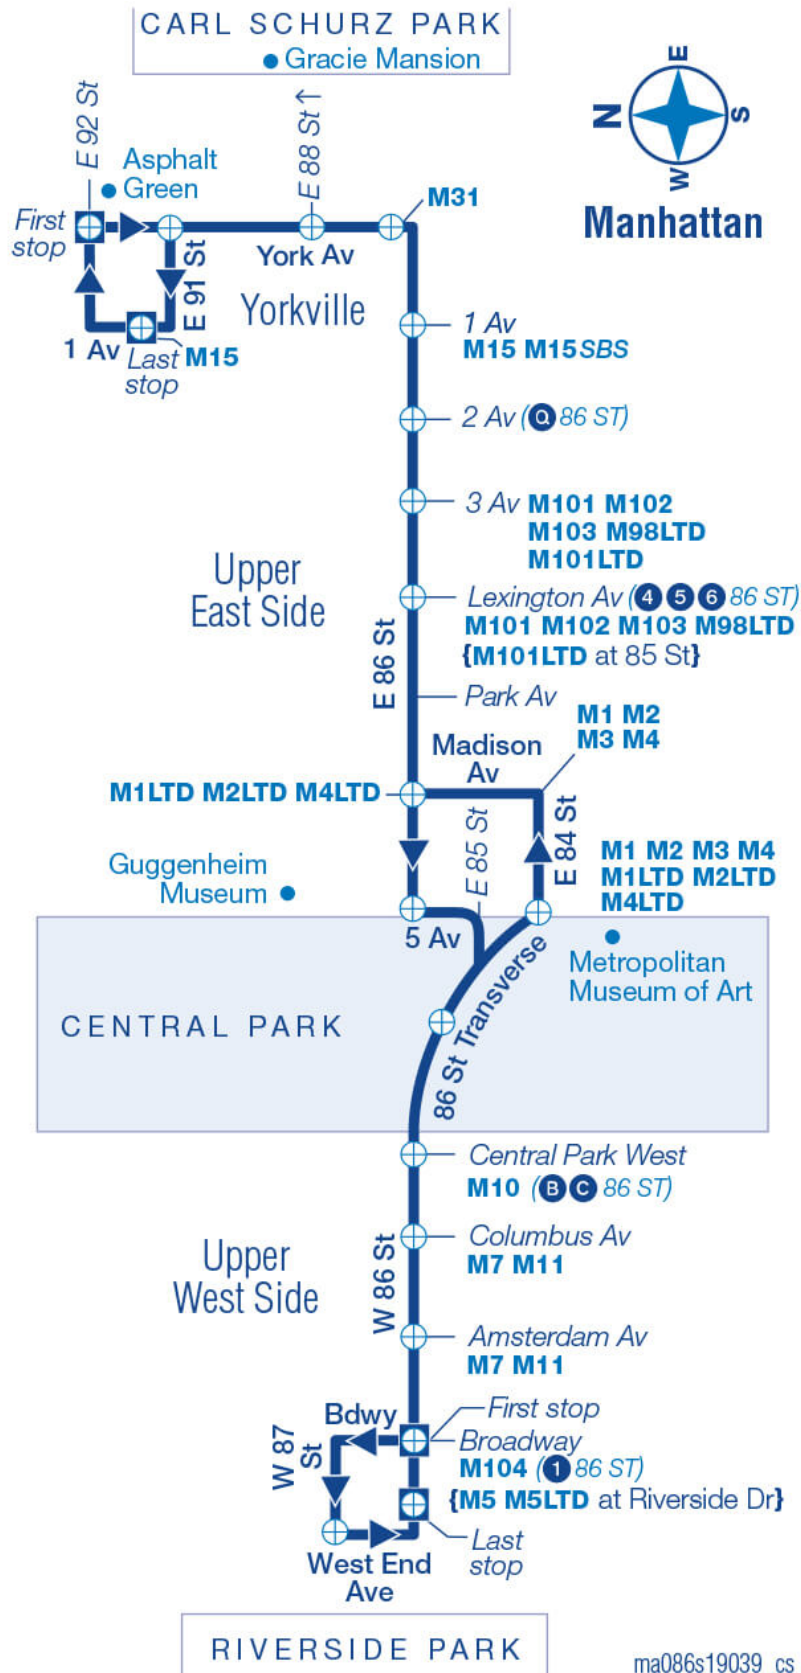 CARL SCHURZ PARK
Gracie Mansion
E 92 St
Asphalt
Green
E 88 St ↑
M31
First
stop
York Av
E 91 St
Yorkville
1 Av
Last
stop
M15
N
E
S
W
Manhattan
1 Av
M15 M15SBS
2 Av (Q 86 ST)
3 Av M101 M102
M103 M98LTD
M101LTD
Upper
East Side
Lexington Av (4 5 6 86 ST)
M101 M102 M103 M98LTD
{M101LTD at 85 St}
E 86 St
Park Av
M1 M2
M3 M4
Madison
Av
M1LTD M2LTD M4LTD
E 85 St
E 84 St
M1 M2 M3 M4
M1LTD M2LTD
M4LTD
Guggenheim
Museum
5 Av
Metropolitan
Museum of Art
CENTRAL PARK
86 St Transverse
Central Park West
M10 (B C 86 ST)
Columbus Av
M7 M11
Upper
West Side
W 86 St
Amsterdam Av
M7 M11
First stop
Bdwy
Broadway
W 87
St
M104 (1 86 ST)
{M5 M5LTD at Riverside Dr}
Last
stop
West End
Ave
RIVERSIDE PARK
ma086s19039 cs